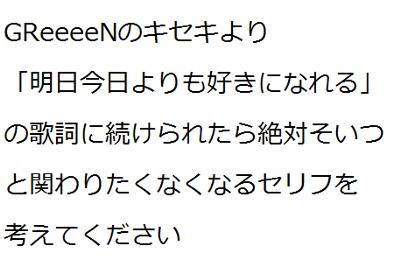 GReeeeNのキセキより
「明日今日よりも好きになれる」
の歌詞に続けられたら絶対そいつ
と関わりたくなくなるセリフを
考えてください